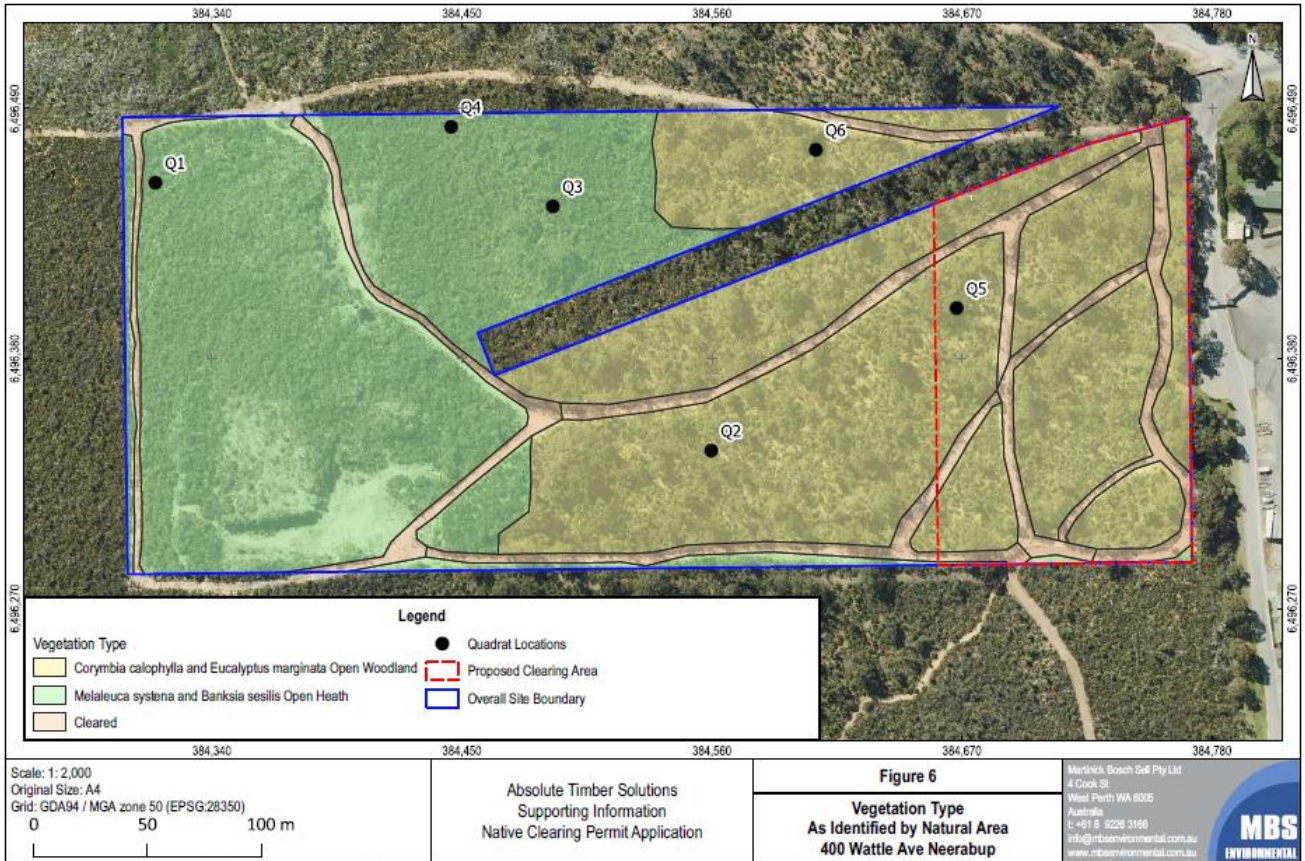 384,340 384,450 384,560 384,670 384,780
N
6,496,490 6,496,490
Q4
Q6
Q1
Q3
Q5
6,496,380 6,496,380
Q2
6,496,270 6,496,270
Legend
Vegetation Type
Corymbia calophylla and Eucalyptus marginata Open Woodland
Melaleuca systena and Banksia sesilis Open Heath
Cleared
Quadrat Locations
Proposed Clearing Area
Overall Site Boundary
384,340 384,450 384,560 384,670 384,780
Scale: 1: 2,000
Original Size: A4
Grid: GDA94 / MGA zone 50 (EPSG:28350)
0 50 100 m
Absolute Timber Solutions
Supporting Information
Native Clearing Permit Application
Figure 6
Vegetation Type
As Identified by Natural Area
400 Wattle Ave Neerabup
Martinick Bosch Sell Pty Ltd
4 Cook St
West Perth WA 6005
Australia
t: +61 8 9226 3166
info@mbsenvironmental.com.au
www.mbsenvironmental.com.au
MBS
ENVIRONMENTAL